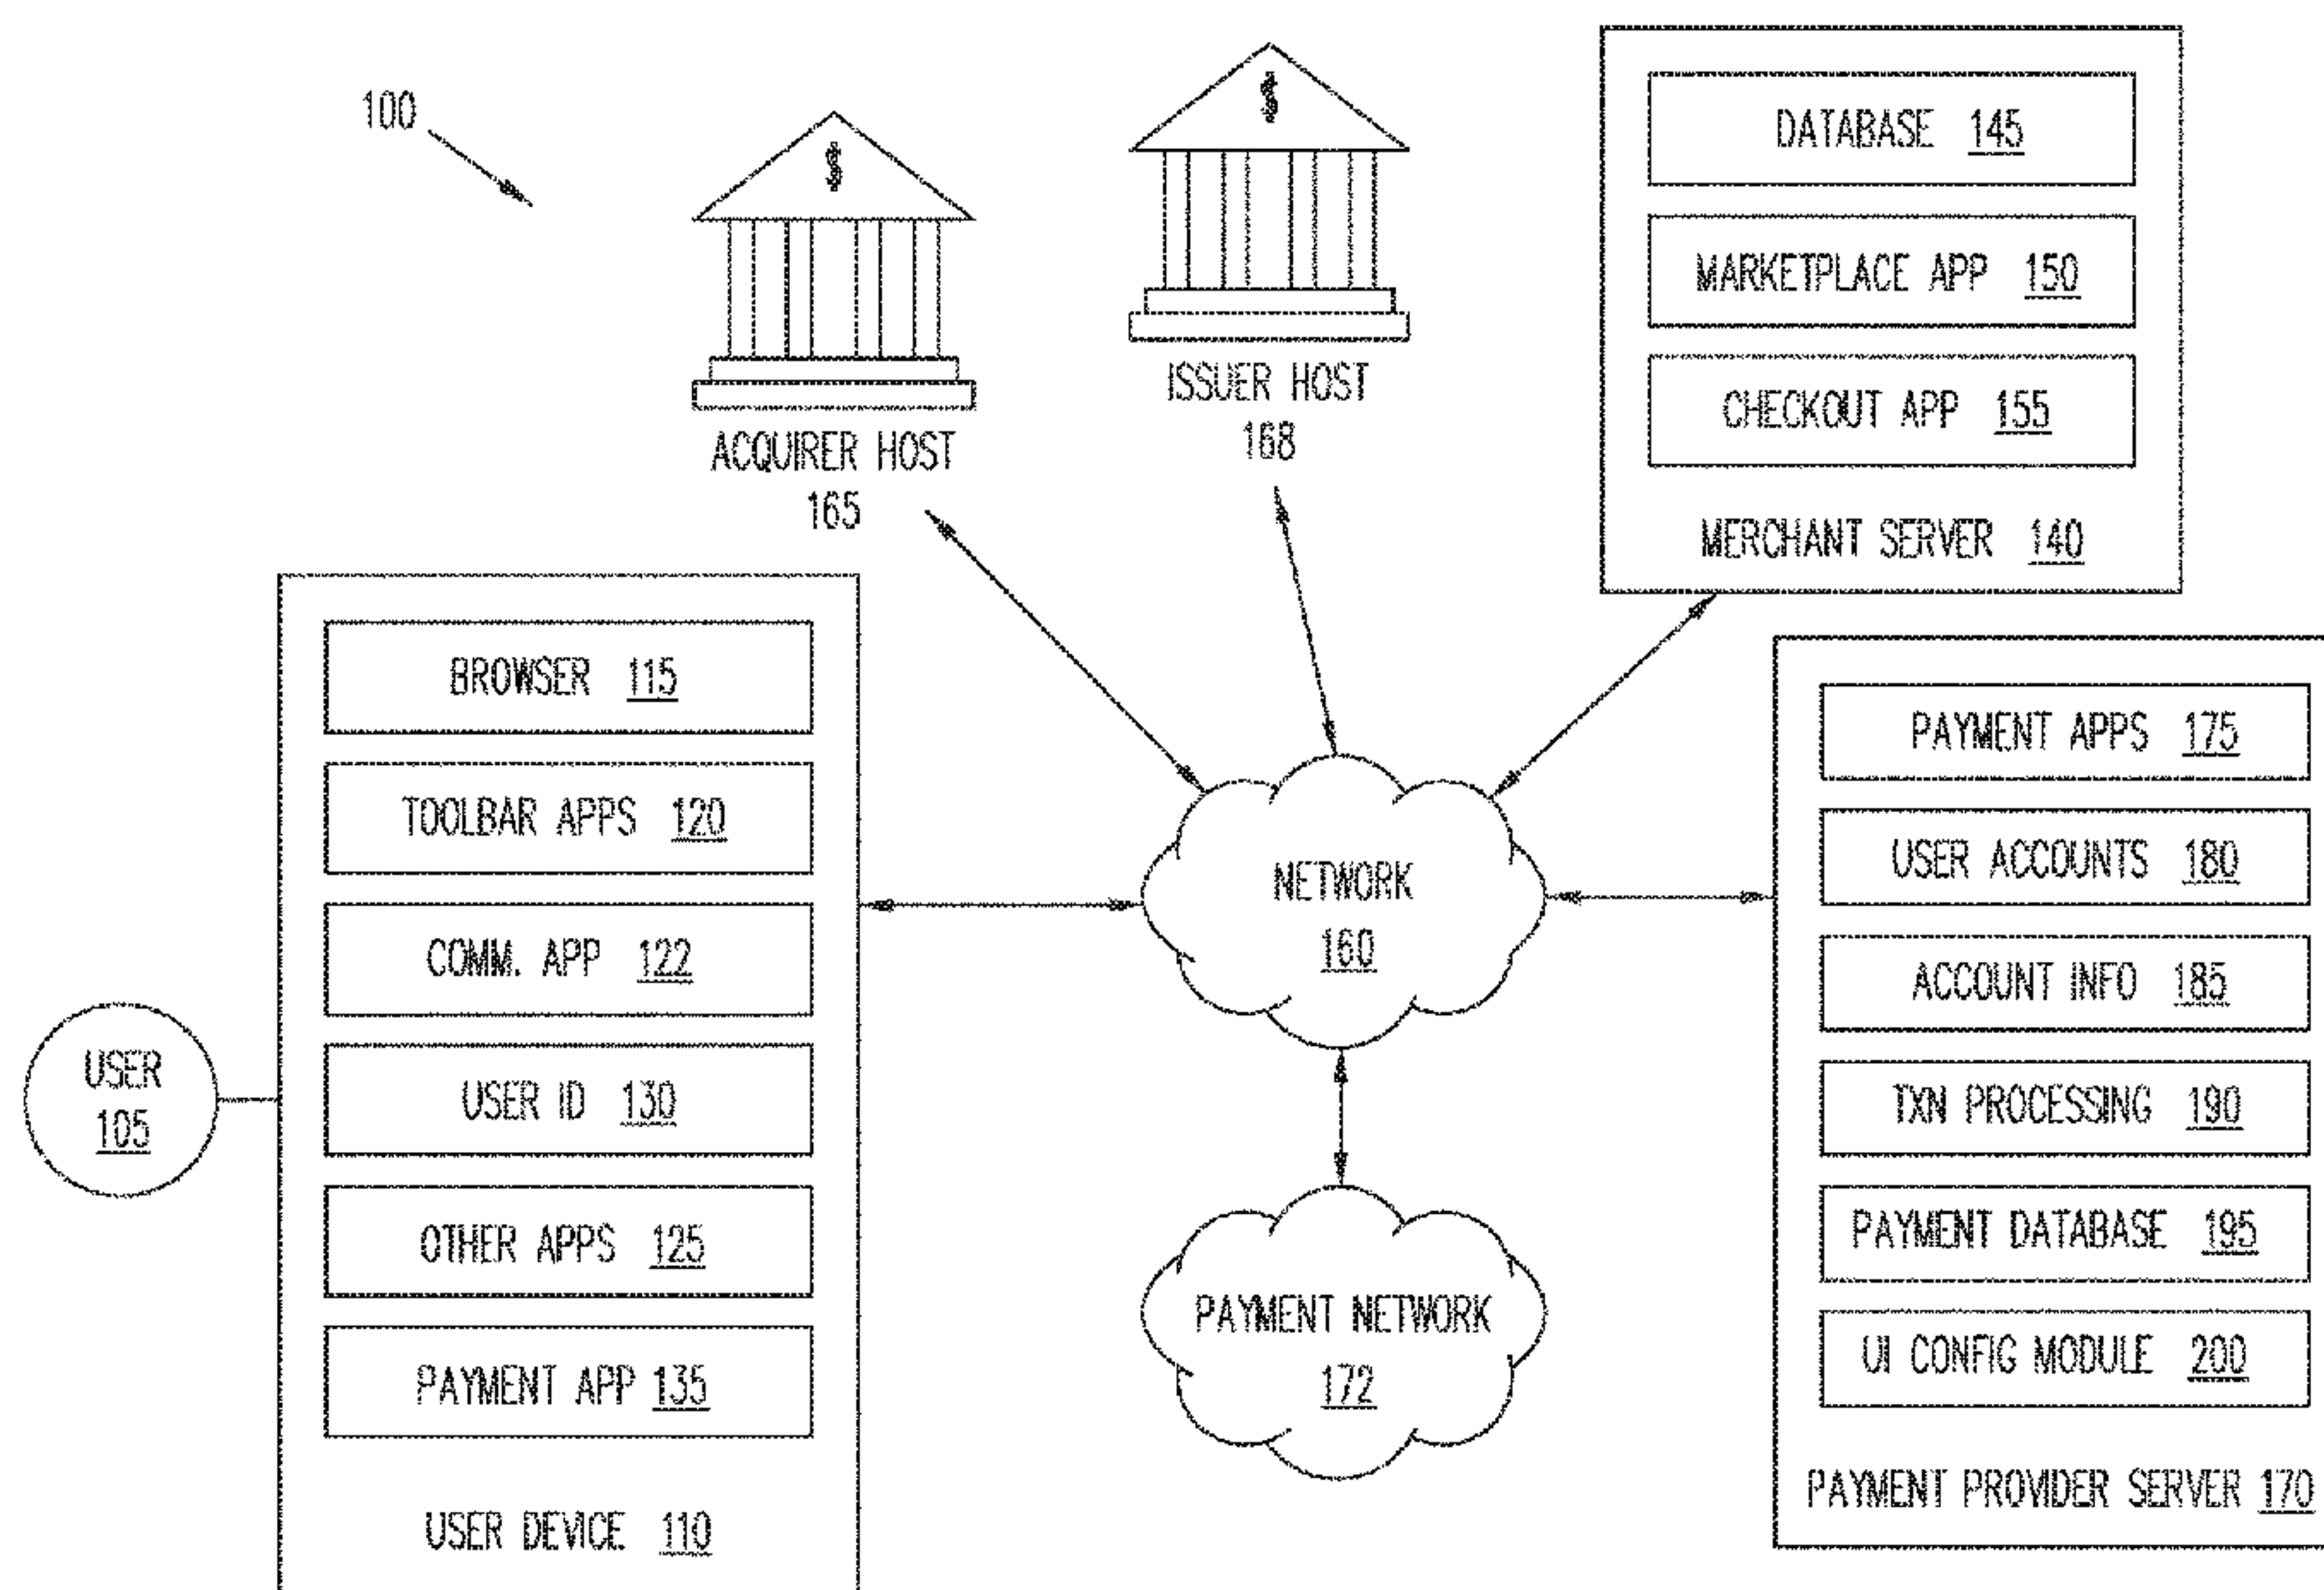 100
ACQUIRER HOST
165
ISSUER HOST
168
DATABASE 145
MARKETPLACE APP 150
CHECKOUT APP 155
MERCHANT SERVER 140
USER
105
BROWSER 115
TOOLBAR APPS 120
COMM. APP 122
USER ID 130
OTHER APPS 125
PAYMENT APP 135
USER DEVICE 110
NETWORK
160
PAYMENT NETWORK
172
PAYMENT APPS 175
USER ACCOUNTS 180
ACCOUNT INFO 185
TXN PROCESSING 190
PAYMENT DATABASE 195
UI CONFIG MODULE 200
PAYMENT PROVIDER SERVER 170
$
$